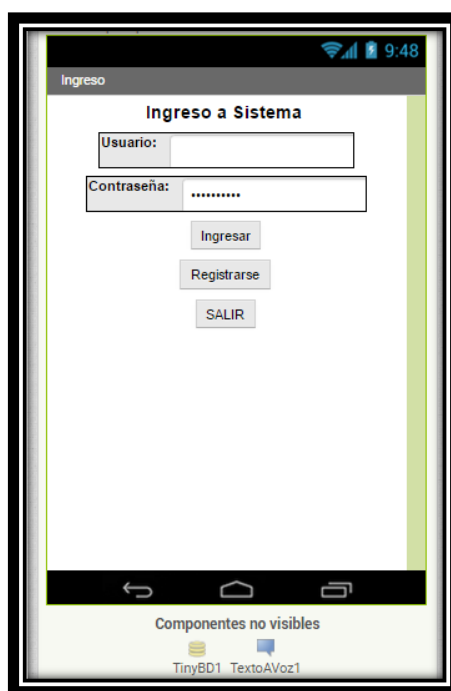 9:48
Ingreso
Ingreso a Sistema
Usuario:
Contraseña: ••••••••••
Ingresar
Registrarse
SALIR
Componentes no visibles
TinyBD1 TextoAVoz1